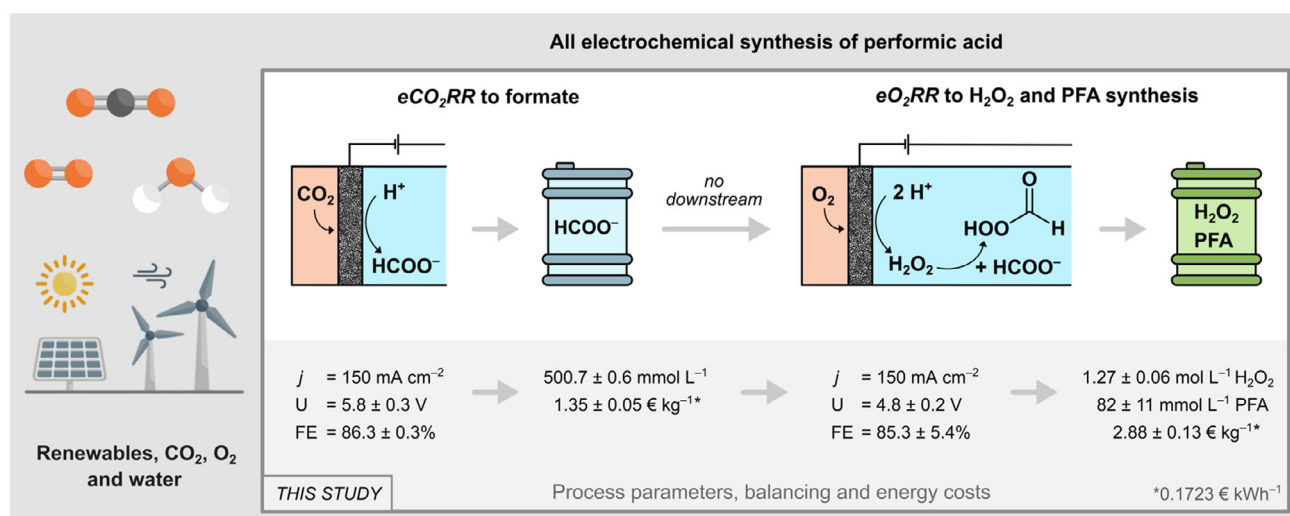 All electrochemical synthesis of performic acid
eCO₂RR to formate
eO₂RR to H₂O₂ and PFA synthesis
CO₂
H⁺
HCOO⁻
HCOO⁻
no
downstream
O₂
2 H⁺
H₂O₂
O
HOO
H
+ HCOO⁻
H₂O₂
PFA
j = 150 mA cm⁻²
U = 5.8 ± 0.3 V
FE = 86.3 ± 0.3%
500.7 ± 0.6 mmol L⁻¹
1.35 ± 0.05 € kg⁻¹*
j = 150 mA cm⁻²
U = 4.8 ± 0.2 V
FE = 85.3 ± 5.4%
1.27 ± 0.06 mol L⁻¹ H₂O₂
82 ± 11 mmol L⁻¹ PFA
2.88 ± 0.13 € kg⁻¹*
Renewables, CO₂, O₂
and water
THIS STUDY
Process parameters, balancing and energy costs
*0.1723 € kWh⁻¹